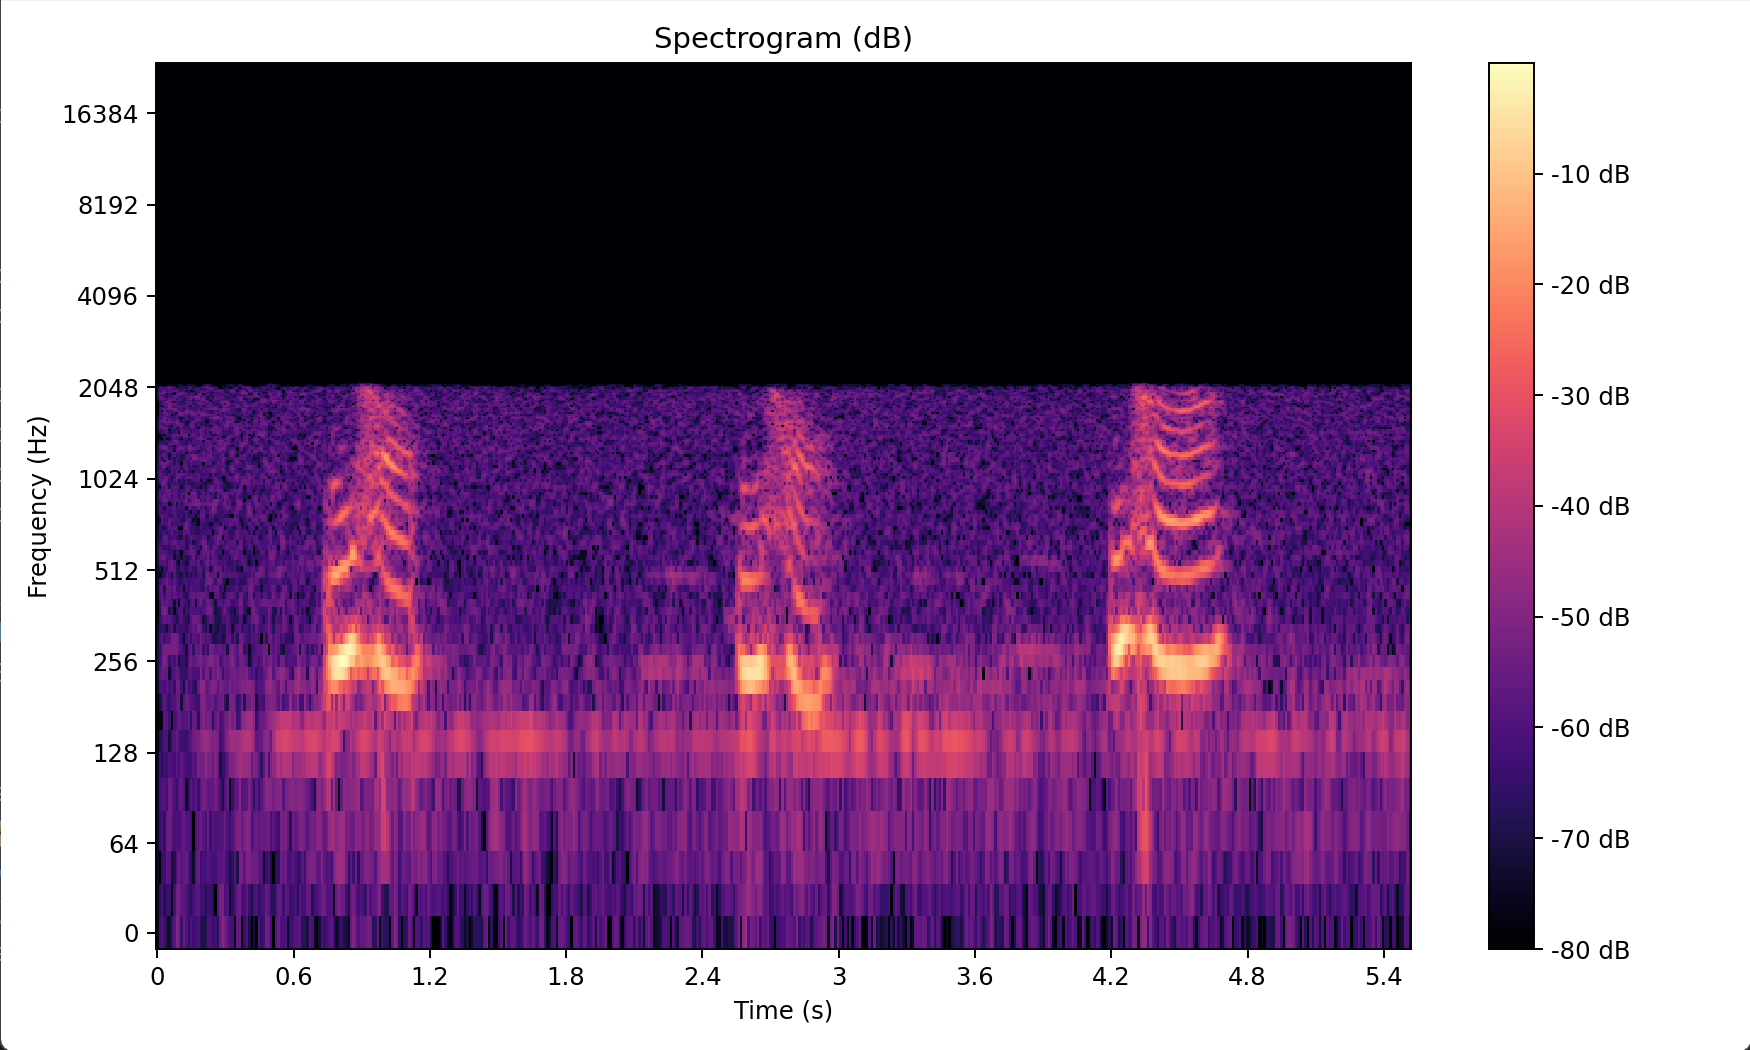 Spectrogram (dB)
16384
8192
4096
2048
1024
512
256
128
64
0
Frequency (Hz)
0 0.6 1.2 1.8 2.4 3 3.6 4.2 4.8 5.4
Time (s)
-10 dB
-20 dB
-30 dB
-40 dB
-50 dB
-60 dB
-70 dB
-80 dB